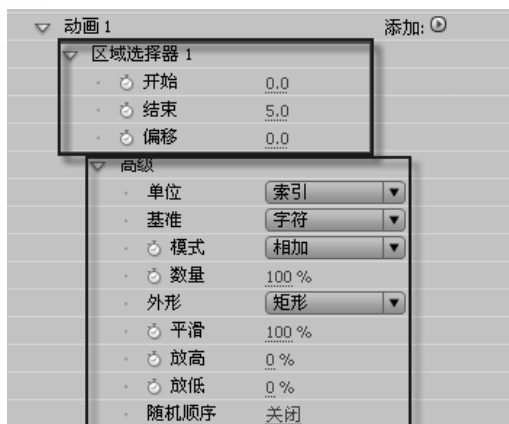 动画 1 添加:
区域选择器 1
开始 0.0
结束 5.0
偏移 0.0
高级
单位 索引
基准 字符
模式 相加
数量 100 %
外形 矩形
平滑 100 %
放高 0 %
放低 0 %
随机顺序 关闭